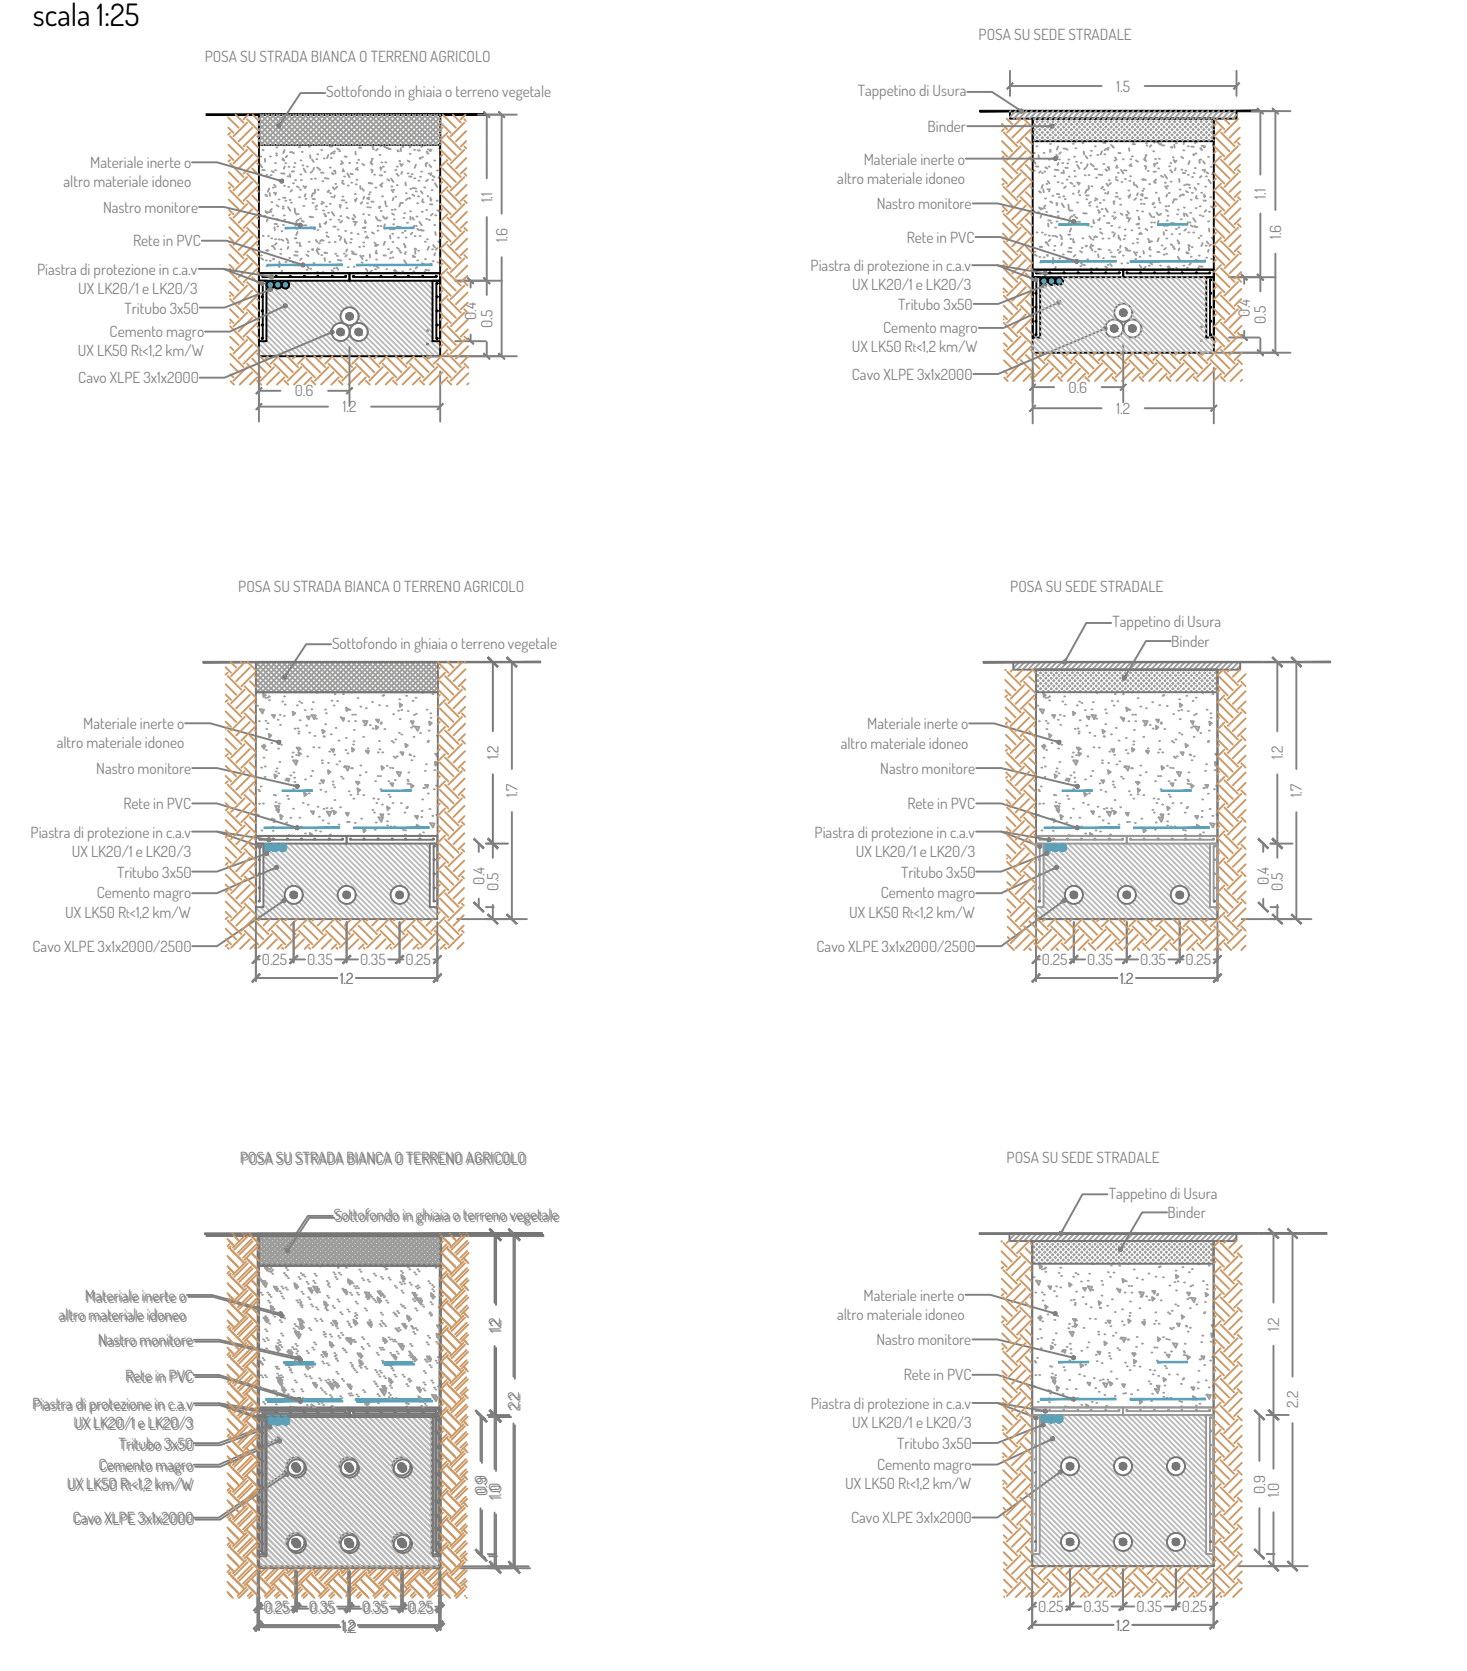 scala 1:25
POSA SU STRADA BIANCA O TERRENO AGRICOLO
Sottofondo in ghiaia o terreno vegetale
Materiale inerte o
altro materiale idoneo
Nastro monitore
Rete in PVC
Piastra di protezione in c.a.v
UX LK20/1 e LK20/3
Tritubo 3x50
Cemento magro
UX LK50 Rt<1,2 km/W
Cavo XLPE 3x1x2000
1.1
1.6
0.4
0.5
0.6
1.2
POSA SU SEDE STRADALE
1.5
Tappetino di Usura
Binder
Materiale inerte o
altro materiale idoneo
Nastro monitore
Rete in PVC
Piastra di protezione in c.a.v
UX LK20/1 e LK20/3
Tritubo 3x50
Cemento magro
UX LK50 Rt<1,2 km/W
Cavo XLPE 3x1x2000
1.1
1.6
0.4
0.5
0.6
1.2
POSA SU STRADA BIANCA O TERRENO AGRICOLO
Sottofondo in ghiaia o terreno vegetale
Materiale inerte o
altro materiale idoneo
Nastro monitore
Rete in PVC
Piastra di protezione in c.a.v
UX LK20/1 e LK20/3
Tritubo 3x50
Cemento magro
UX LK50 Rt<1,2 km/W
Cavo XLPE 3x1x2000/2500
1.2
1.7
0.4
0.5
0.25 0.35 0.35 0.25
1.2
POSA SU SEDE STRADALE
Tappetino di Usura
Binder
Materiale inerte o
altro materiale idoneo
Nastro monitore
Rete in PVC
Piastra di protezione in c.a.v
UX LK20/1 e LK20/3
Tritubo 3x50
Cemento magro
UX LK50 Rt<1,2 km/W
Cavo XLPE 3x1x2000/2500
1.2
1.7
0.4
0.5
0.25 0.35 0.35 0.25
1.2
POSA SU STRADA BIANCA O TERRENO AGRICOLO
Sottofondo in ghiaia o terreno vegetale
Materiale inerte o
altro materiale idoneo
Nastro monitore
Rete in PVC
Piastra di protezione in c.a.v
UX LK20/1 e LK20/3
Tritubo 3x50
Cemento magro
UX LK50 Rt<1,2 km/W
Cavo XLPE 3x1x2000
1.2
2.2
0.9
1.0
0.25 0.35 0.35 0.25
1.2
POSA SU SEDE STRADALE
Tappetino di Usura
Binder
Materiale inerte o
altro materiale idoneo
Nastro monitore
Rete in PVC
Piastra di protezione in c.a.v
UX LK20/1 e LK20/3
Tritubo 3x50
Cemento magro
UX LK50 Rt<1,2 km/W
Cavo XLPE 3x1x2000
1.2
2.2
0.9
1.0
0.25 0.35 0.35 0.25
1.2